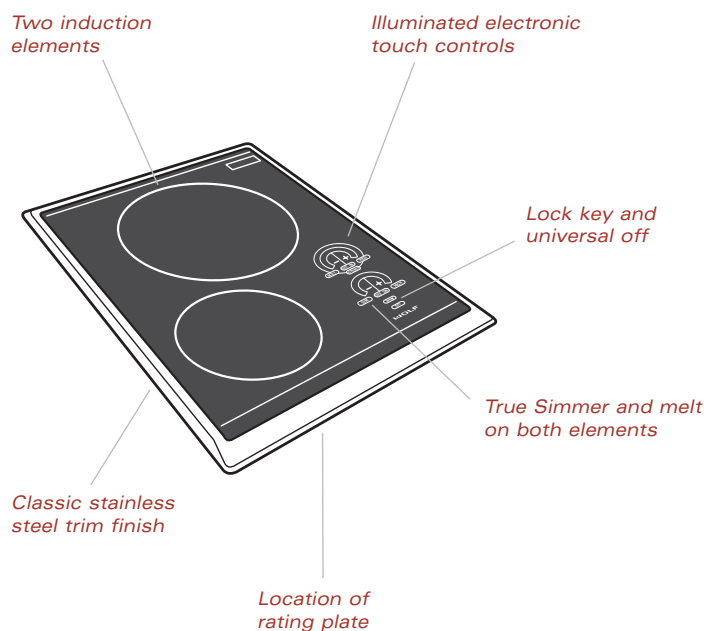 Two induction
elements
Illuminated electronic
touch controls
Lock key and
universal off
WOLF
True Simmer and melt
on both elements
Classic stainless
steel trim finish
Location of
rating plate